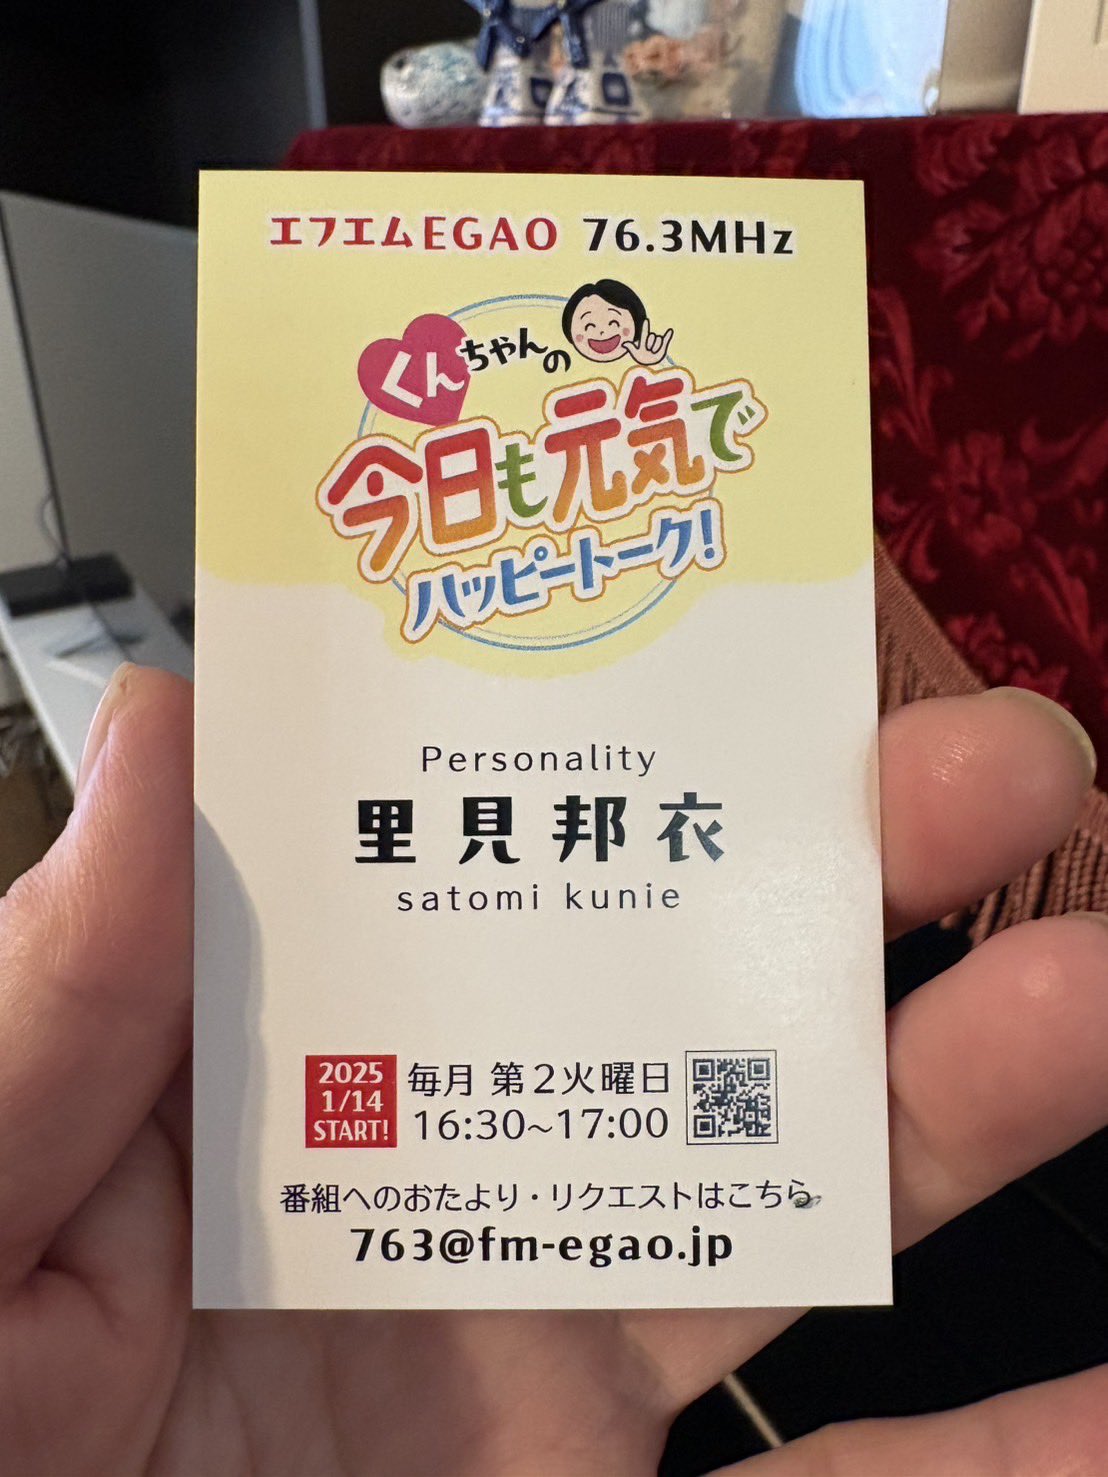 エフエムEGAO 76.3MHz
くんちゃんの
今日も元気で
ハッピートーク!
Personality
里見邦衣
satomi kunie
2025
1/14
START!
毎月 第2火曜日
16:30~17:00
番組へのおたより・リクエストはこちら
763@fm-egao.jp